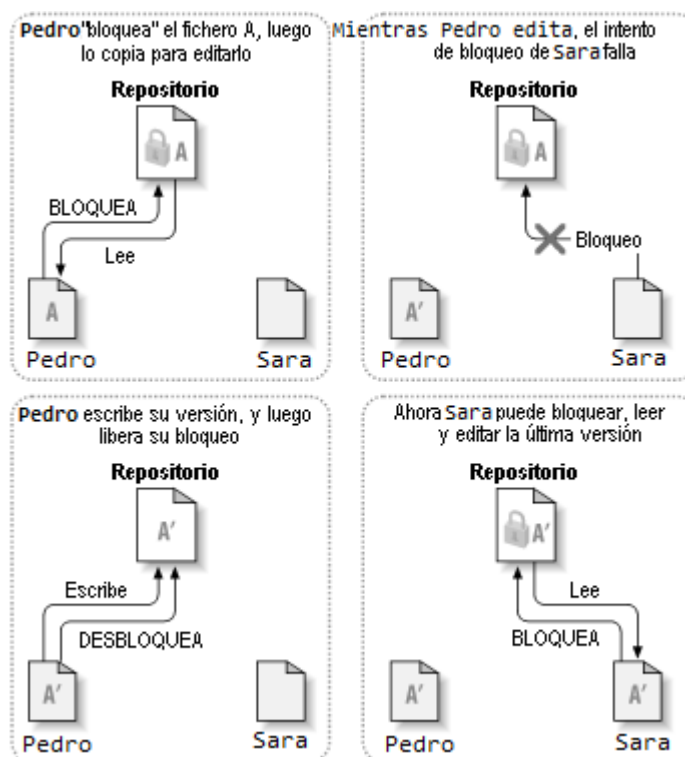 Pedro"bloquea" el fichero A, luego
lo copia para editarlo
Repositorio
A
BLOQUEA
Lee
A
Pedro
Sara
Mientras Pedro edita, el intento
de bloqueo de Sara falla
Repositorio
A
Bloqueo
A′
Pedro
Sara
Pedro escribe su versión, y luego
libera su bloqueo
Repositorio
A′
Escribe
DESBLOQUEA
A′
Pedro
Sara
Ahora Sara puede bloquear, leer
y editar la última versión
Repositorio
A′
Lee
BLOQUEA
A′
A′
Pedro
Sara